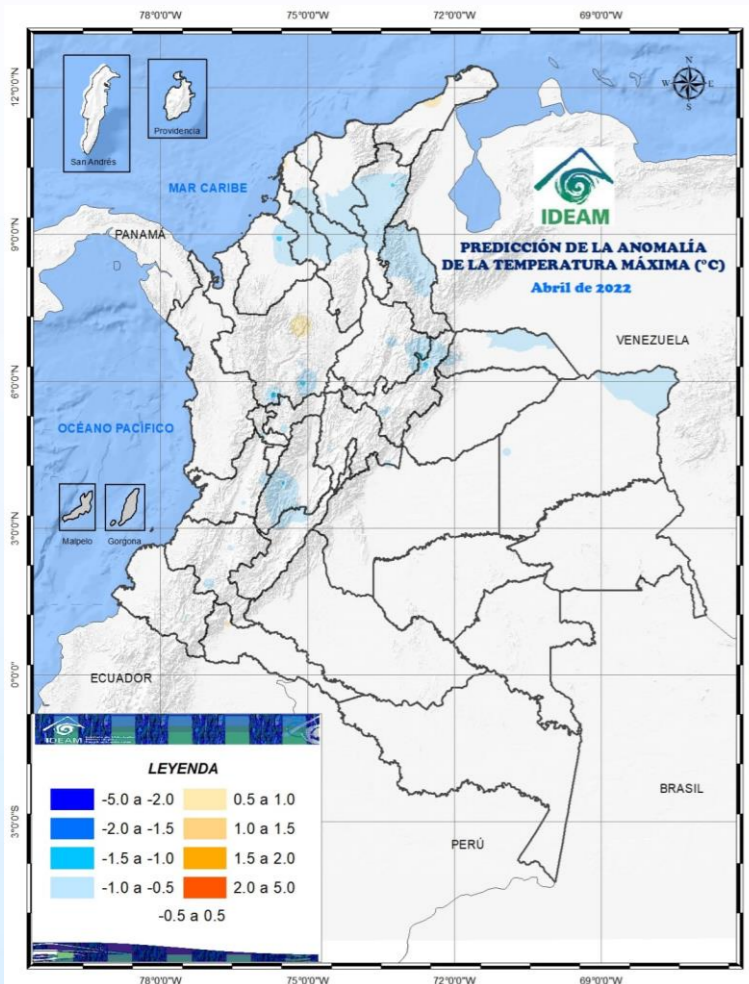 78°0'0"W 75°0'0"W 72°0'0"W 69°0'0"W
12°0'0"N
9°0'0"N
6°0'0"N
3°0'0"N
0°0'0"
3°0'0"S
San Andrés
Providencia
N
W E
S
MAR CARIBE
PANAMÁ
IDEAM
PREDICCIÓN DE LA ANOMALÍA
DE LA TEMPERATURA MÁXIMA (°C)
Abril de 2022
VENEZUELA
OCÉANO PACÍFICO
Malpelo
Gorgona
ECUADOR
BRASIL
PERÚ
IDEAM
LEYENDA
-5.0 a -2.0 0.5 a 1.0
-2.0 a -1.5 1.0 a 1.5
-1.5 a -1.0 1.5 a 2.0
-1.0 a -0.5 2.0 a 5.0
-0.5 a 0.5
78°0'0"W 75°0'0"W 72°0'0"W 69°0'0"W